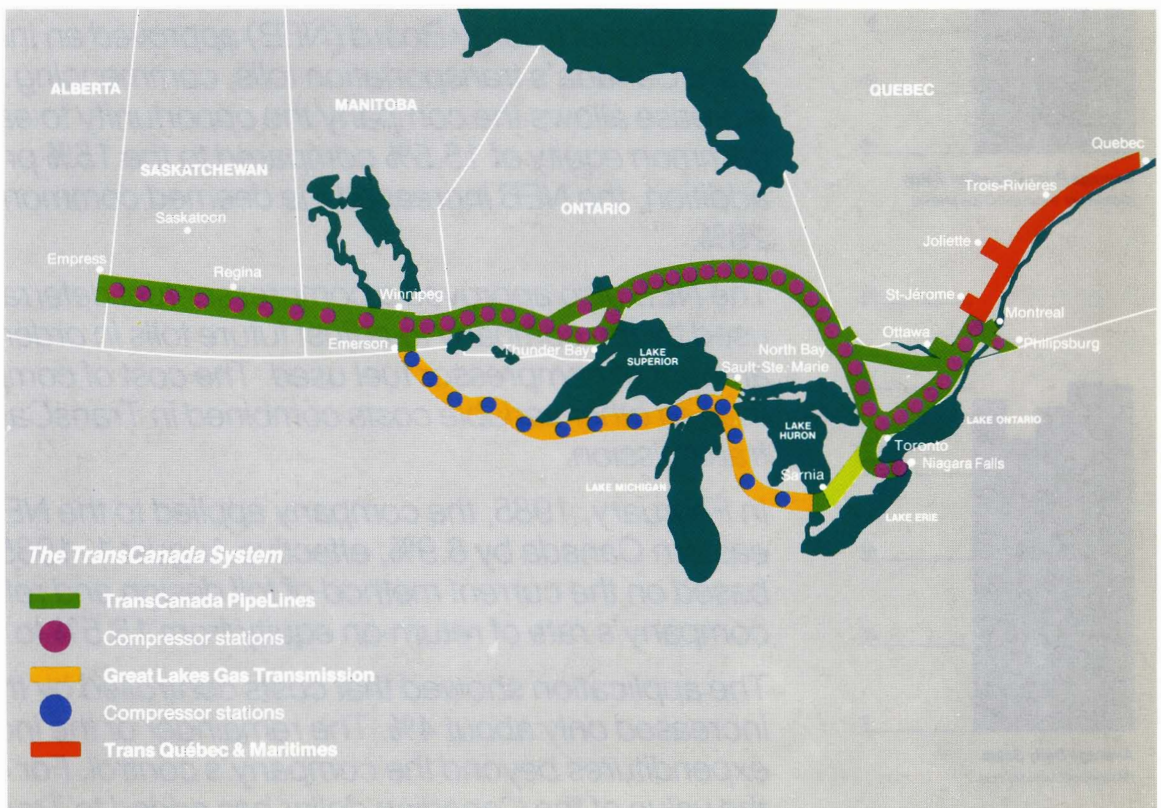 ALBERTA
MANITOBA
QUEBEC
Quebec
SASKATCHEWAN
Trois-Rivières
Saskatoon
ONTARIO
Joliette
Empress
Regina
Winnipeg
St-Jérome
Montreal
Emerson
Thunder Bay
LAKE
SUPERIOR
North Bay
Ottawa
Philipsburg
Sault-Ste.-Marie
LAKE
HURON
LAKE ONTARIO
Toronto
Niagara Falls
Sarnia
LAKE MICHIGAN
LAKE ERIE
The TransCanada System
TransCanada PipeLines
Compressor stations
Great Lakes Gas Transmission
Compressor stations
Trans Québec & Maritimes